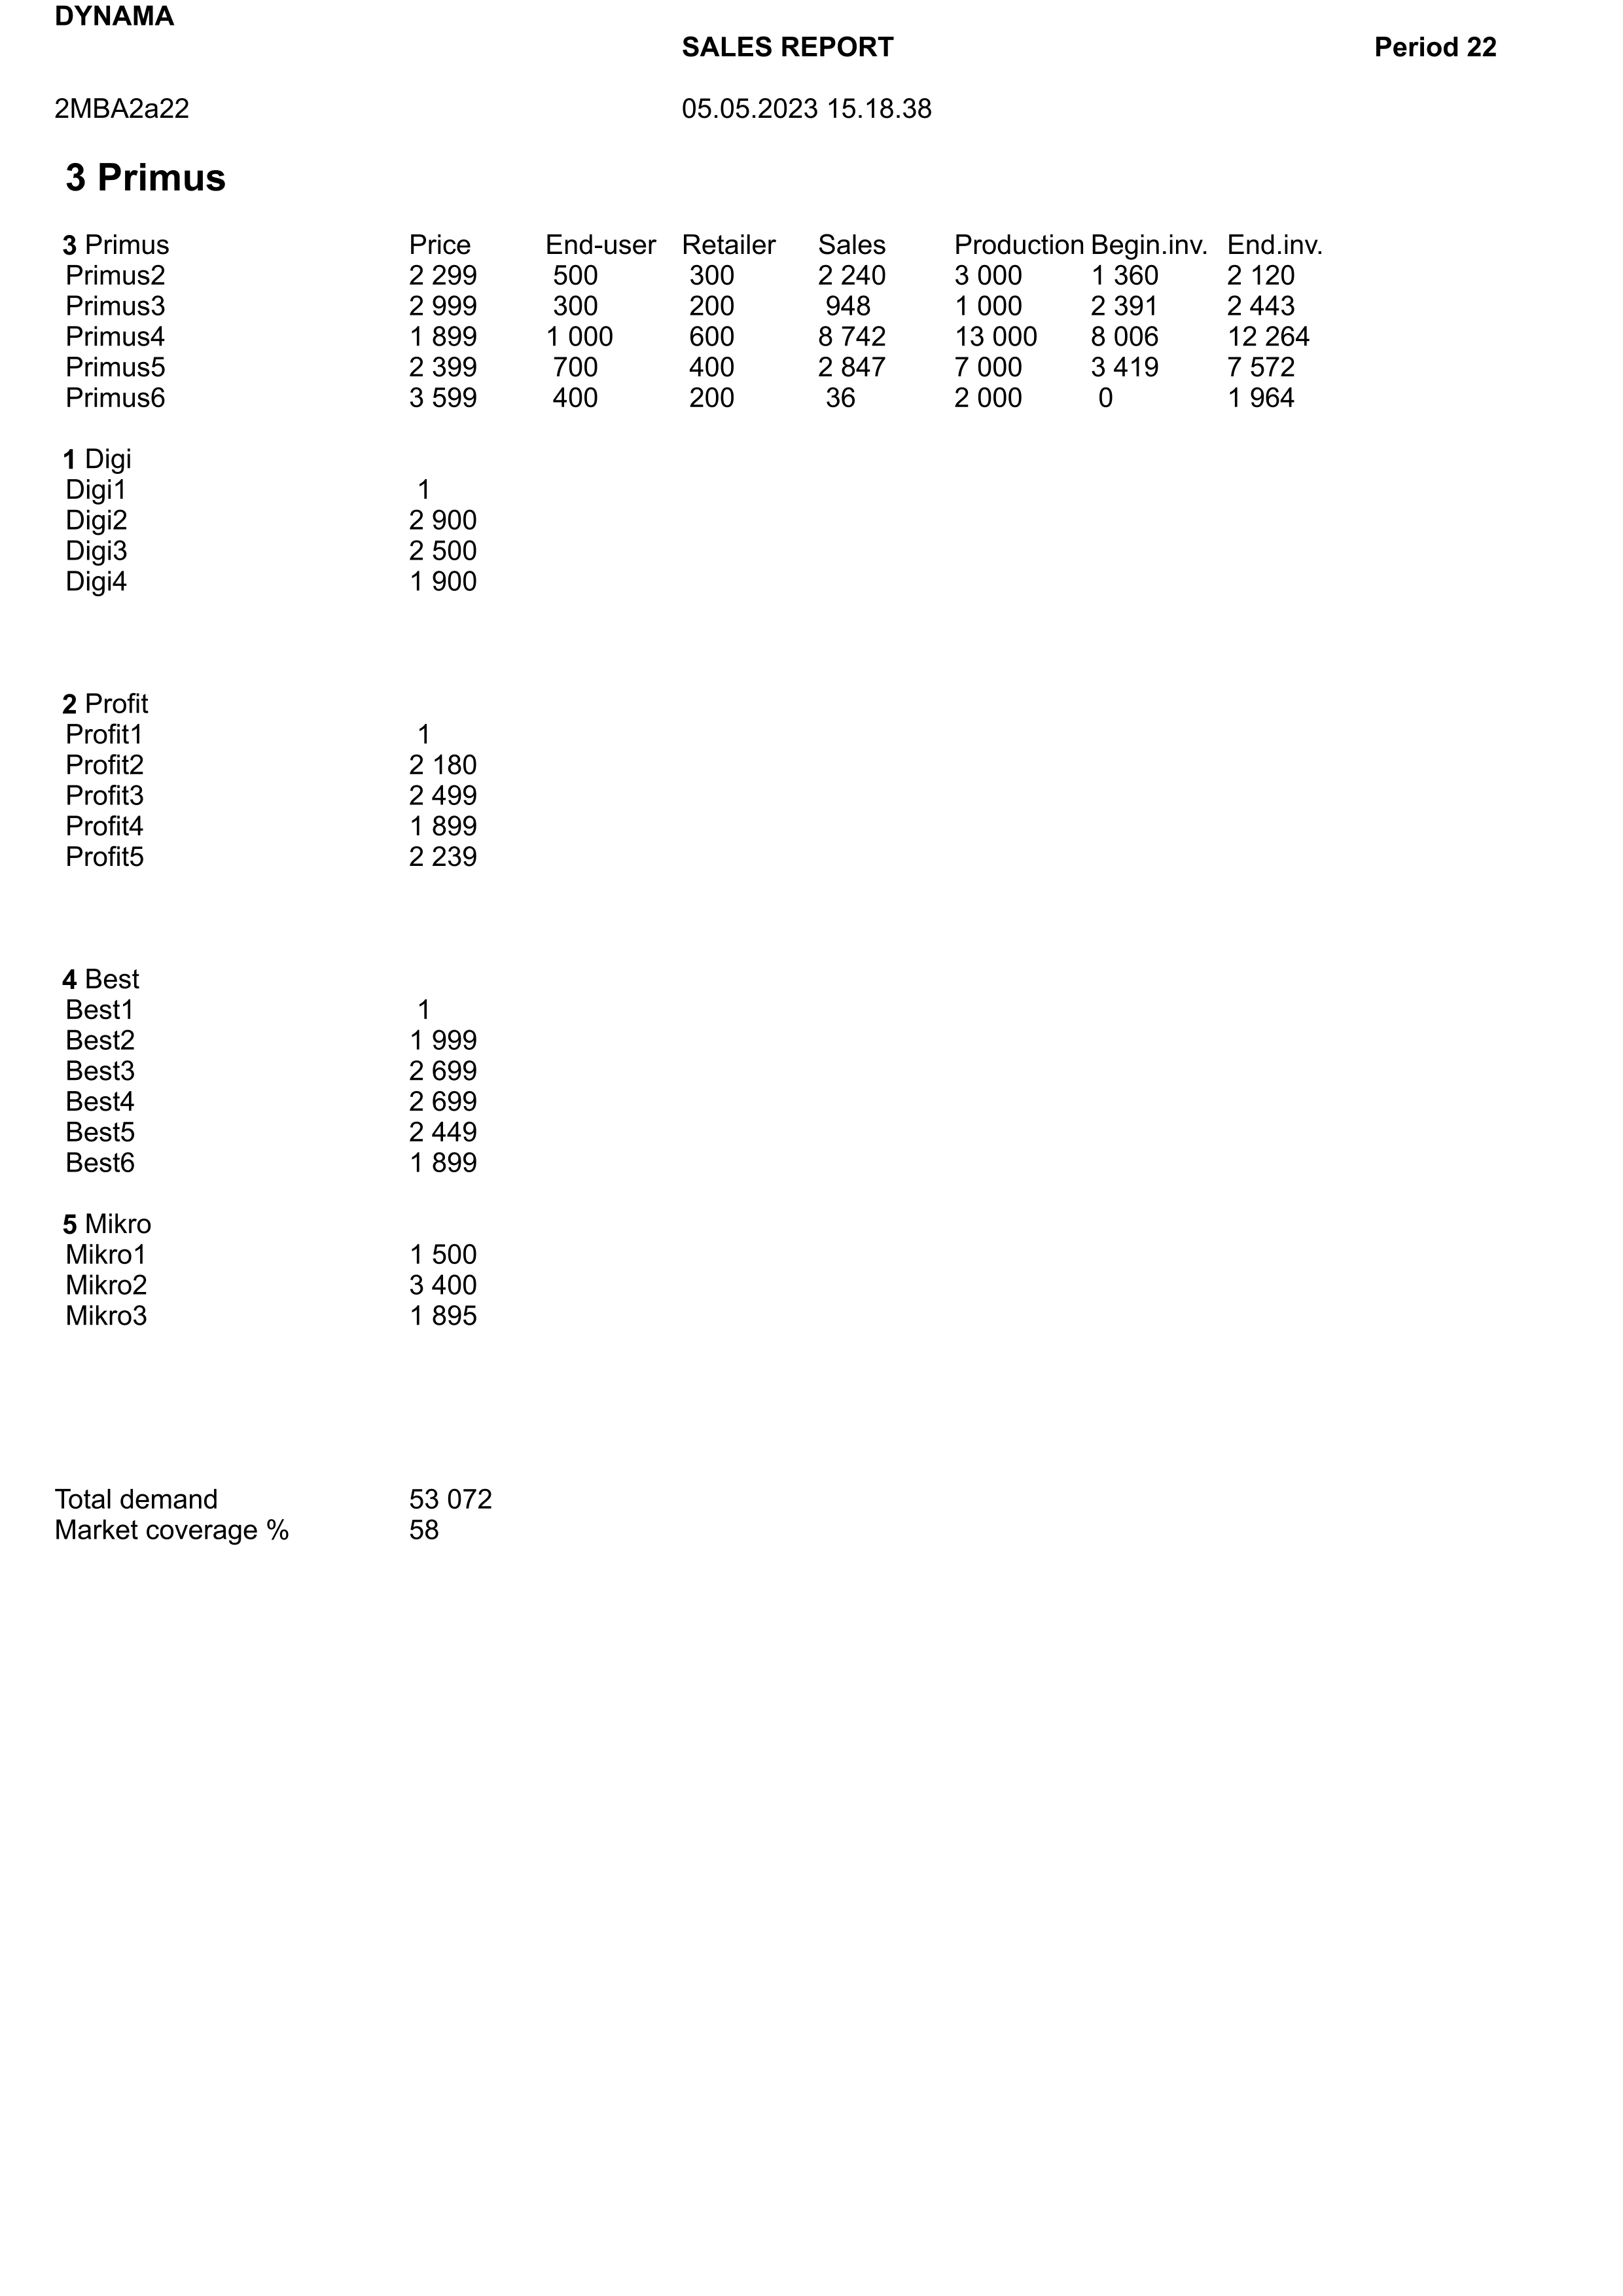 DYNAMA
SALES REPORT Period 22
2MBA2a22 05.05.2023 15.18.38
3 Primus
3 Primus Price End-user Retailer Sales Production Begin.inv. End.inv.
Primus2 2 299 500 300 2 240 3 000 1 360 2 120
Primus3 2 999 300 200 948 1 000 2 391 2 443
Primus4 1 899 1 000 600 8 742 13 000 8 006 12 264
Primus5 2 399 700 400 2 847 7 000 3 419 7 572
Primus6 3 599 400 200 36 2 000 0 1 964
1 Digi
Digi1 1
Digi2 2 900
Digi3 2 500
Digi4 1 900
2 Profit
Profit1 1
Profit2 2 180
Profit3 2 499
Profit4 1 899
Profit5 2 239
4 Best
Best1 1
Best2 1 999
Best3 2 699
Best4 2 699
Best5 2 449
Best6 1 899
5 Mikro
Mikro1 1 500
Mikro2 3 400
Mikro3 1 895
Total demand 53 072
Market coverage % 58